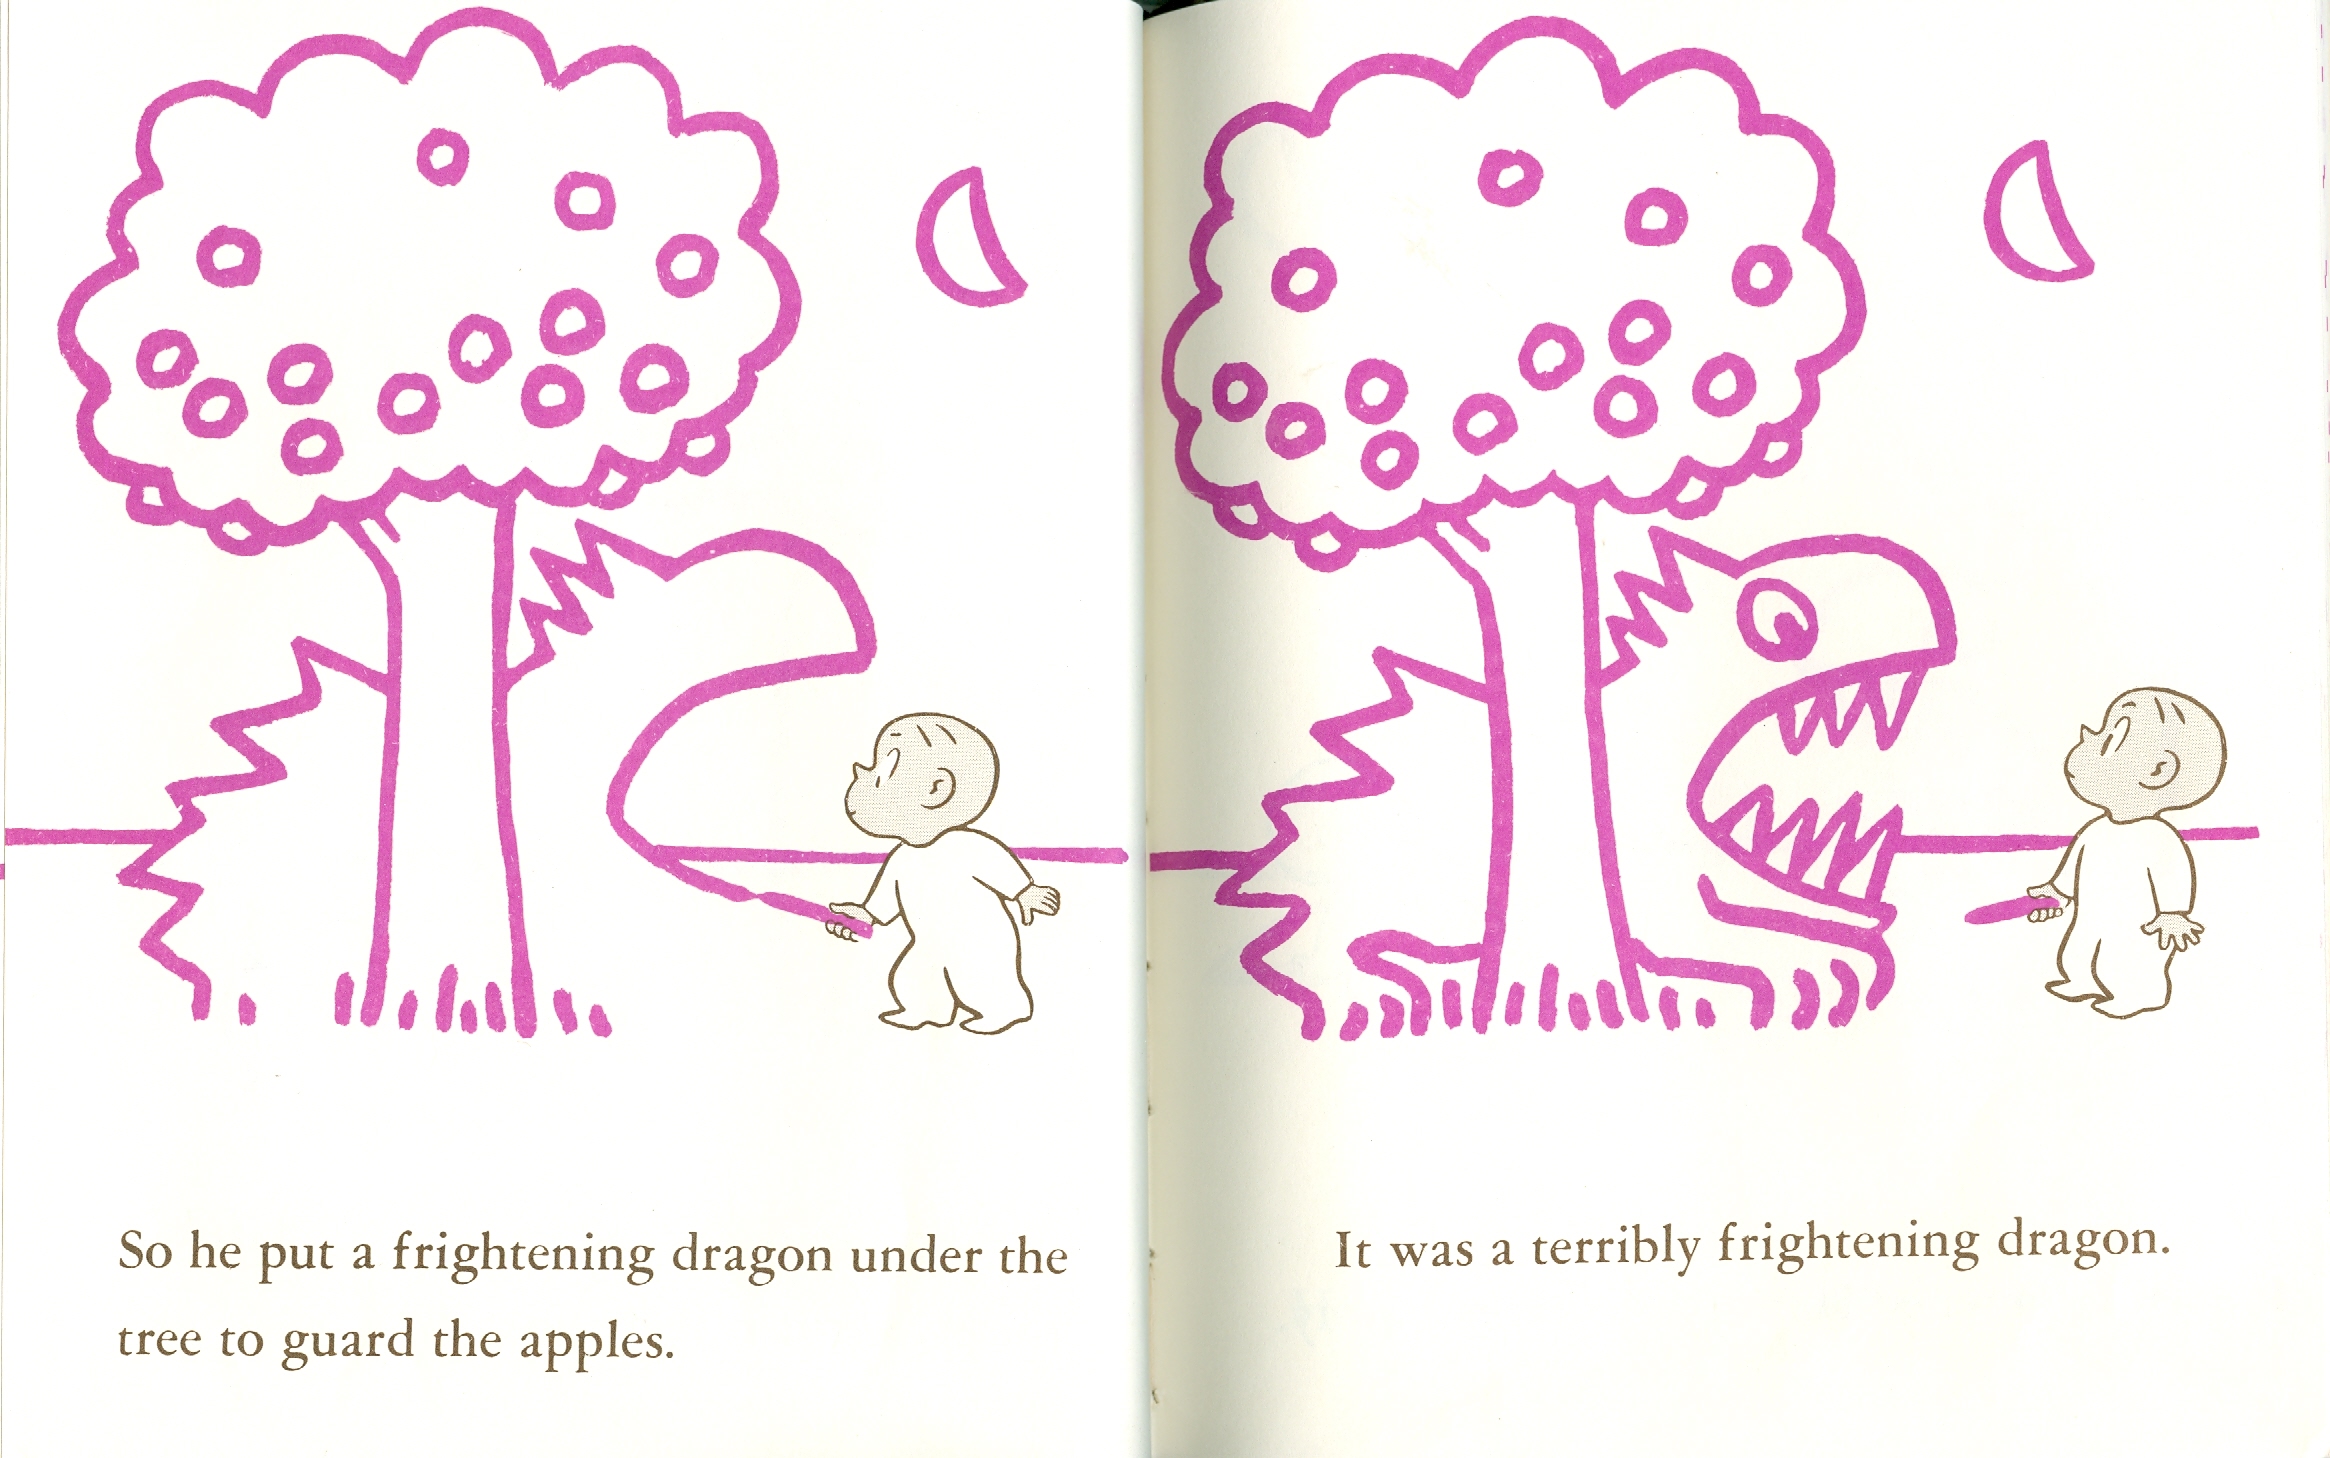 So he put a frightening dragon under the
tree to guard the apples.
It was a terribly frightening dragon.